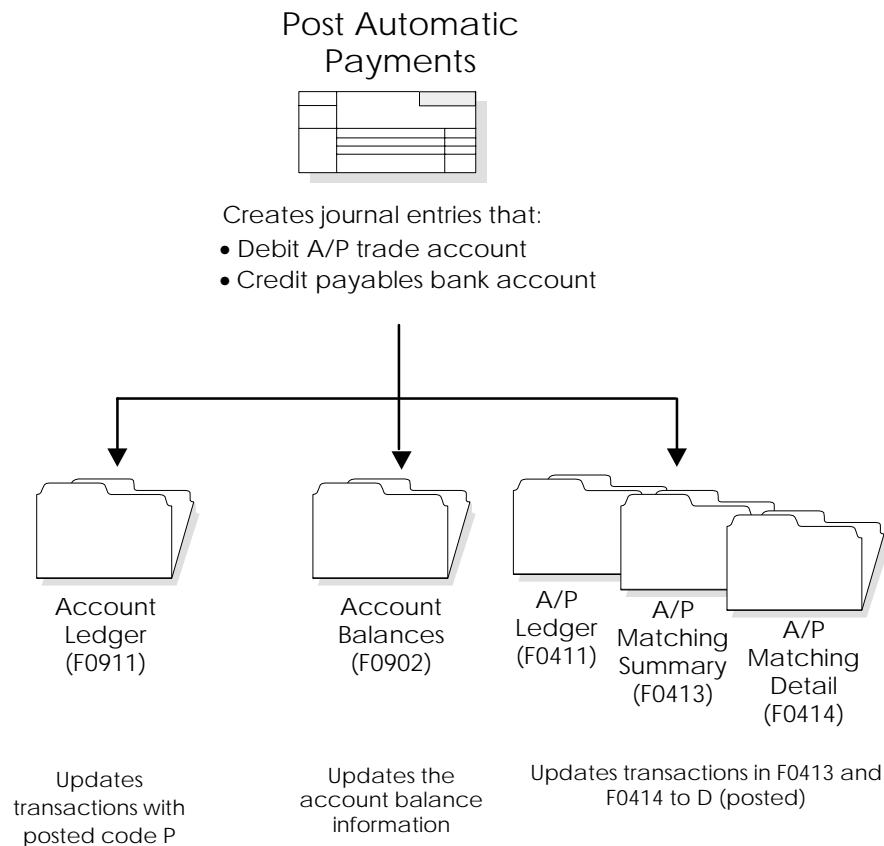 Post Automatic
Payments
Creates journal entries that:
• Debit A/P trade account
• Credit payables bank account
Account
Ledger
(F0911)
Account
Balances
(F0902)
A/P
Ledger
(F0411)
A/P
Matching
Summary
(F0413)
A/P
Matching
Detail
(F0414)
Updates
transactions with
posted code P
Updates the
account balance
information
Updates transactions in F0413 and
F0414 to D (posted)